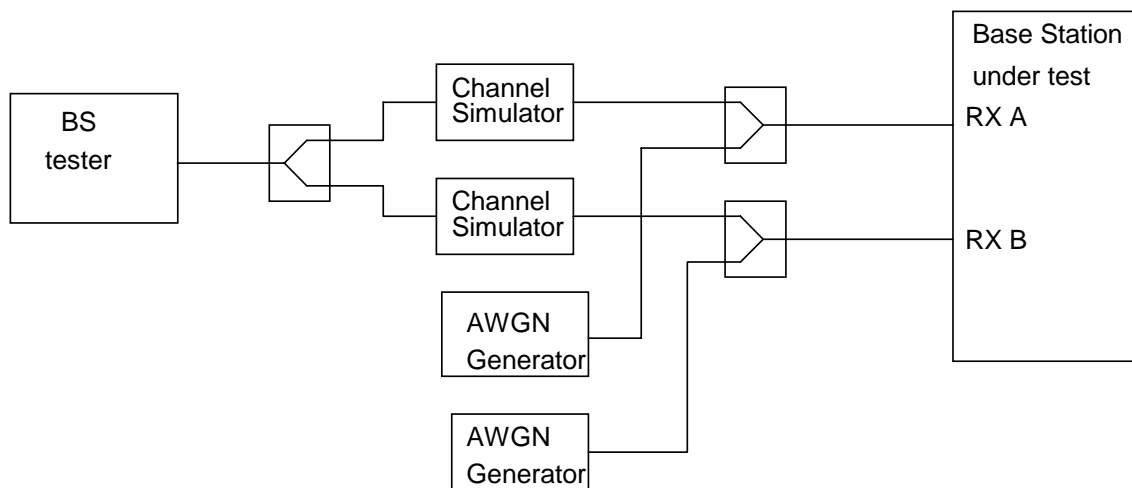 BS
tester
Channel
Simulator
Channel
Simulator
AWGN
Generator
AWGN
Generator
Base Station
under test
RX A
RX B